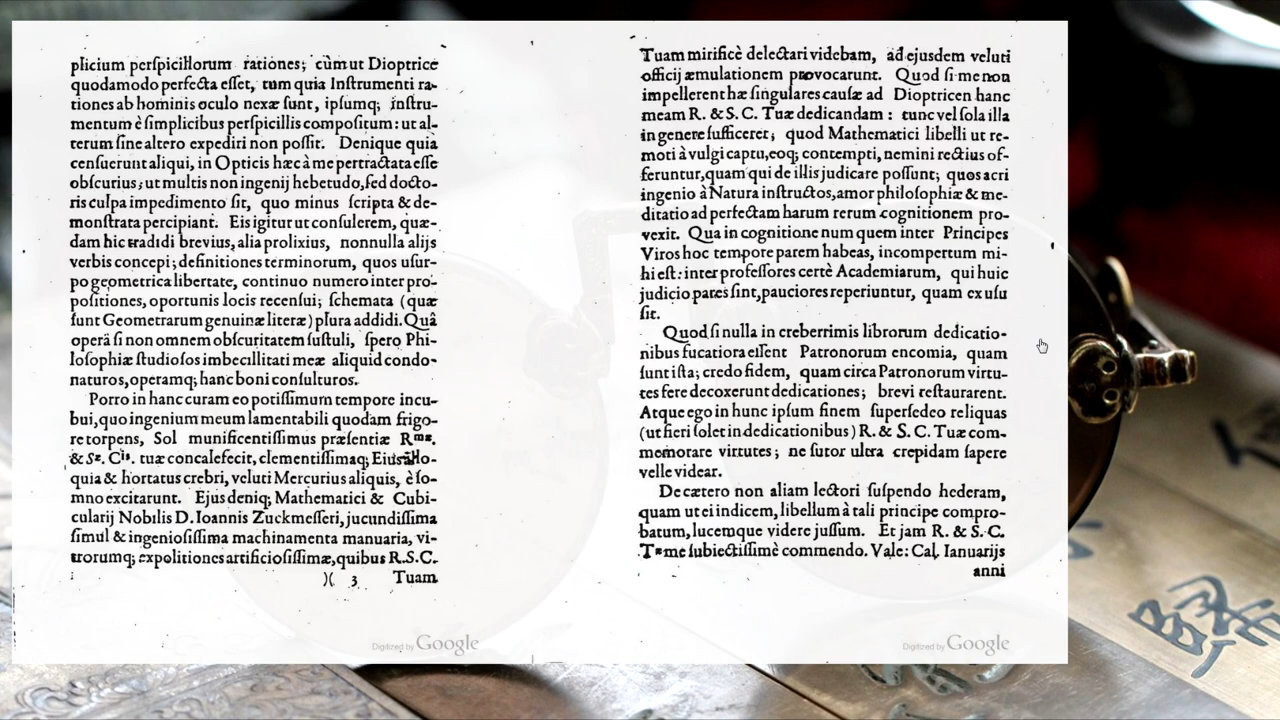 plicium perſpicillorum rationes; cùm ut Dioptrice
quodamodo perfecta eſſet, tum quia Inſtrumenti ra-
tiones ab hominis oculo nexæ ſunt, ipſumq; inſtru-
mentum è ſimplicibus perſpicillis compoſitum: ut al-
terum ſine altero expediri non poſſit. Denique quia
cenſuerunt aliqui, in Opticis hæc à me pertractata eſſe
obſcurius; ut multis non ingenij hebetudo, ſed docto-
ris culpa impedimento ſit, quo minus ſcripta & de-
monſtrata percipiant. Eis igitur ut conſulerem, quæ-
dam hic tradidi brevius, alia prolixius, nonnulla alijs
verbis concepi; definitiones terminorum, quos uſur-
po geometrica libertate, continuo numero inter pro-
poſitiones, oportunis locis recenſui; ſchemata (quæ
ſunt Geometrarum genuinæ literæ) plura addidi. Quâ
operâ ſi non omnem obſcuritatem ſuſtuli, ſpero Phi-
loſophiæ ſtudioſos imbecillitati meæ aliquid condo-
naturos, operamq; hanc boni conſulturos.
Porro in hanc curam eo potiſſimum tempore incu-
bui, quo ingenium meum lamentabili quodam frigo-
re torpens, Sol munificentiſſimus præſentiæ Rmæ.
& Sæ. Cis. tuæ concalefecit, clementiſſimaq; Eius allo-
quia & hortatus crebri, veluti Mercurius aliquis, è ſo-
mno excitarunt. Ejus deniq; Mathematici & Cubi-
cularij Nobilis D. Ioannis Zuckmeſſeri, jucundiſſima
ſimul & ingenioſiſſima machinamenta manuaria, vi-
trorumq; expolitiones artificioſiſſimæ, quibus R. S. C.
)( 3 Tuam
Digitized by Google
Tuam mirificè delectari videbam, ad ejusdem veluti
officij æmulationem provocarunt. Quod ſi me non
impellerent hæ ſingulares cauſæ ad Dioptricen hanc
meam R. & S. C. Tuæ dedicandam: tunc vel ſola illa
in genere ſufficeret; quod Mathematici libelli ut re-
moti à vulgi captu, eoq; contempti, nemini rectius of-
feruntur, quam qui de illis judicare poſſunt; quos acri
ingenio à Natura inſtructos, amor philoſophiæ & me-
ditatio ad perfectam harum rerum cognitionem pro-
vexit. Qua in cognitione num quem inter Principes
Viros hoc tempore parem habeas, incompertum mi-
hi eſt: inter profeſſores certè Academiarum, qui huic
judicio pares ſint, pauciores reperiuntur, quam ex uſu
ſit.
Quod ſi nulla in creberrimis librorum dedicatio-
nibus fucatiora eſſent Patronorum encomia, quam
ſunt iſta; credo fidem, quam circa Patronorum virtu-
tes fere decoxerunt dedicationes; brevi reſtaurarent.
Atque ego in hunc ipſum finem ſuperſedeo reliquas
(ut fieri ſolet in dedicationibus) R. & S. C. Tuæ com-
memorare virtutes; ne ſutor ultra crepidam ſapere
velle videar.
De cætero non aliam lectori ſuſpendo hederam,
quam ut ei indicem, libellum à tali principe compro-
batum, lucemque videre juſſum. Et jam R. & S. C.
Tæ me ſubiectiſſimè commendo. Vale: Cal. Ianuarijs
anni
Digitized by Google